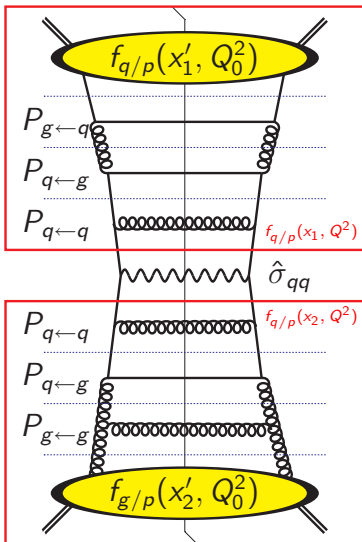 f_{q/p}(x′_1, Q_0^2)
P_{g←q}
P_{q←g}
P_{q←q} f_{q/p}(x_1, Q^2)
σ̂_{qq}
P_{q←q} f_{q/p}(x_2, Q^2)
P_{q←g}
P_{g←g}
f_{g/p}(x′_2, Q_0^2)